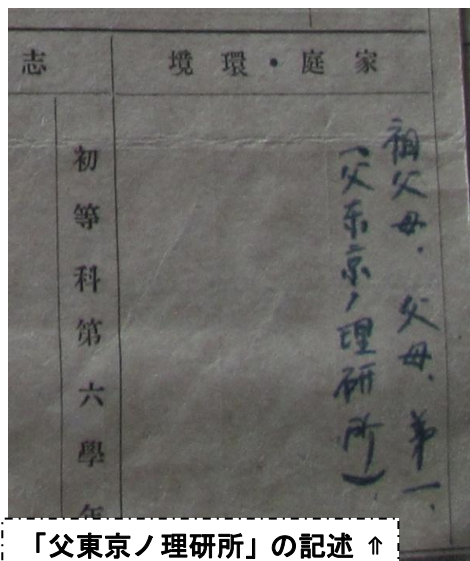 家庭・環境
祖父母、父母、弟一、
（父東京ノ理研所）
志
初等科第六學年
「父東京ノ理研所」の記述 ⇑